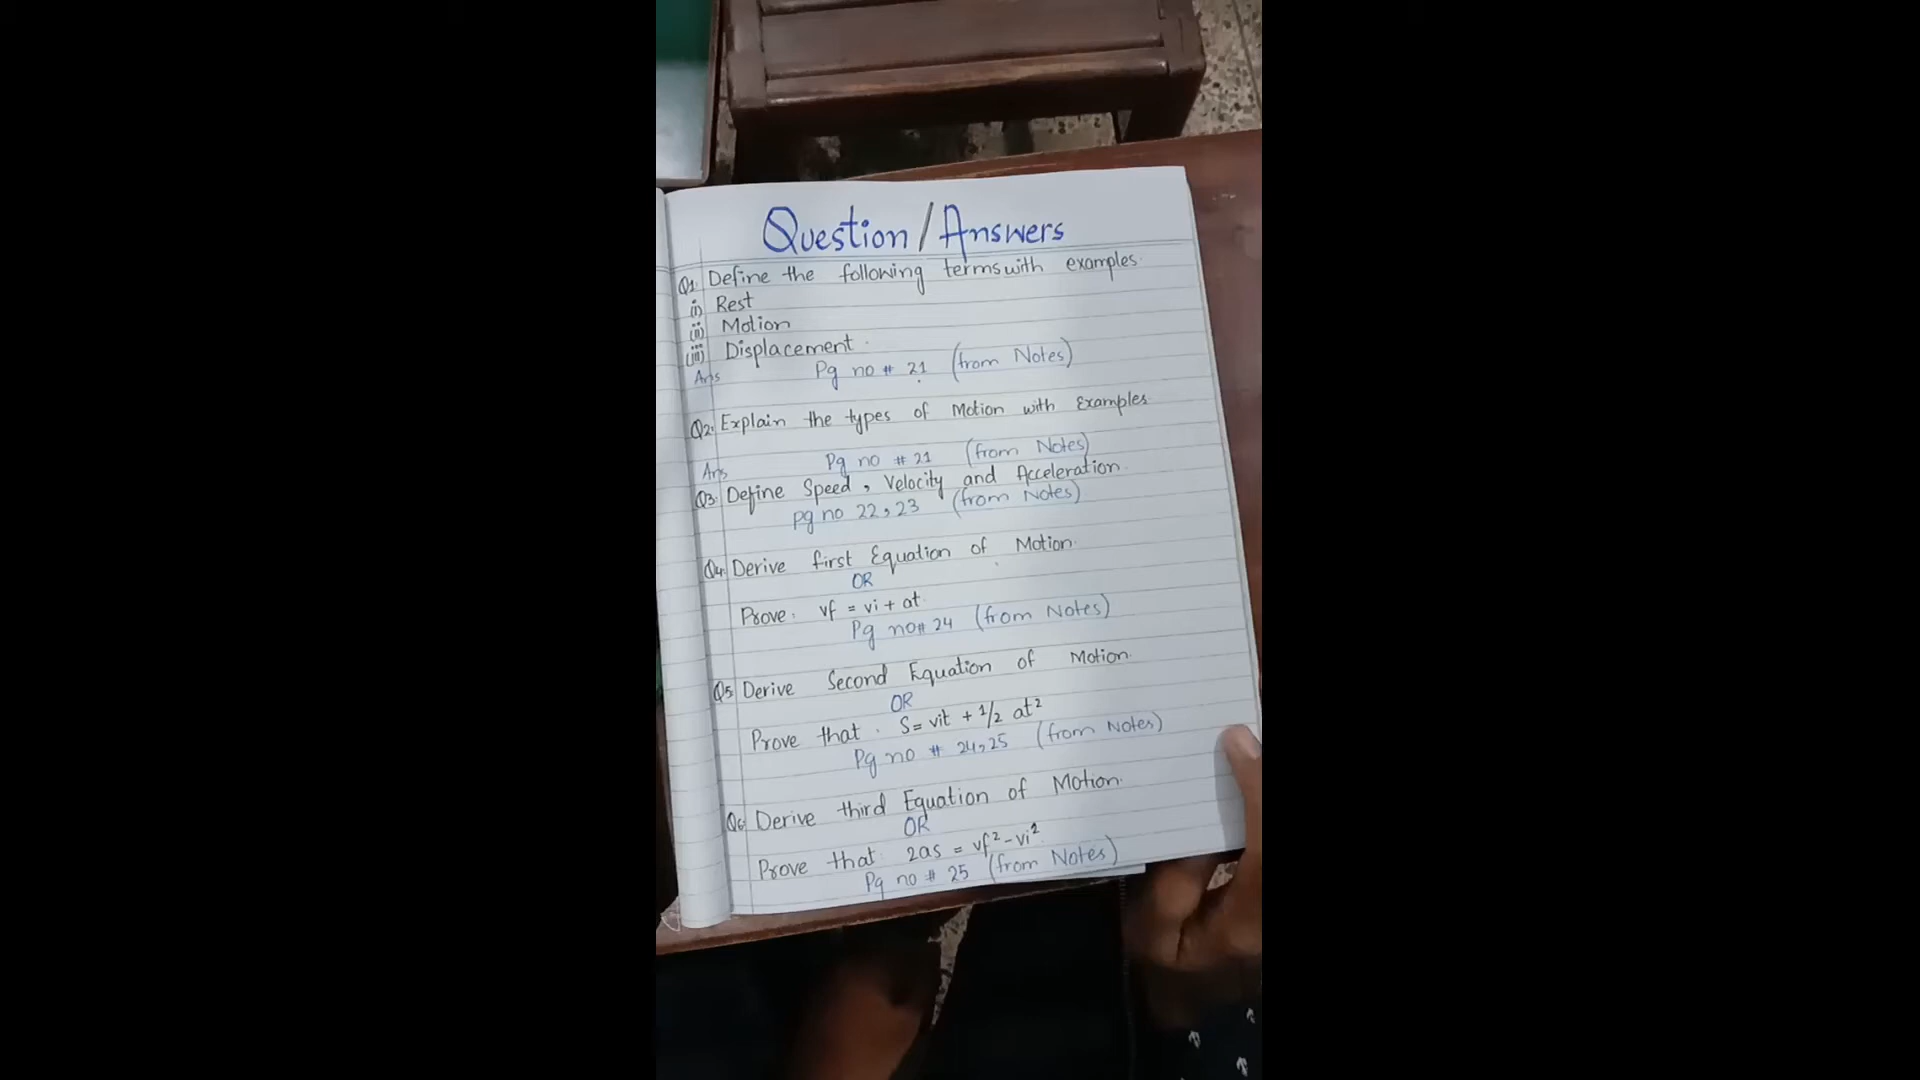 Question/Answers
Q1. Define the following terms with examples.
(i) Rest
(ii) Motion
(iii) Displacement.
Ans Pg no # 21 (from Notes)
Q2. Explain the types of Motion with Examples.
Ans Pg no # 21 (from Notes)
Q3. Define Speed, Velocity and Acceleration.
pg no 22,23 (from Notes)
Q4. Derive first Equation of Motion.
OR
Prove: vf = vi + at.
Pg no# 24 (from Notes)
Q5. Derive Second Equation of Motion.
OR
Prove that. S= vit + 1/2 at²
Pg no # 24,25 (from Notes)
Q6. Derive third Equation of Motion.
OR
Prove that. 2as = vf² - vi².
Pg no # 25 (from Notes)